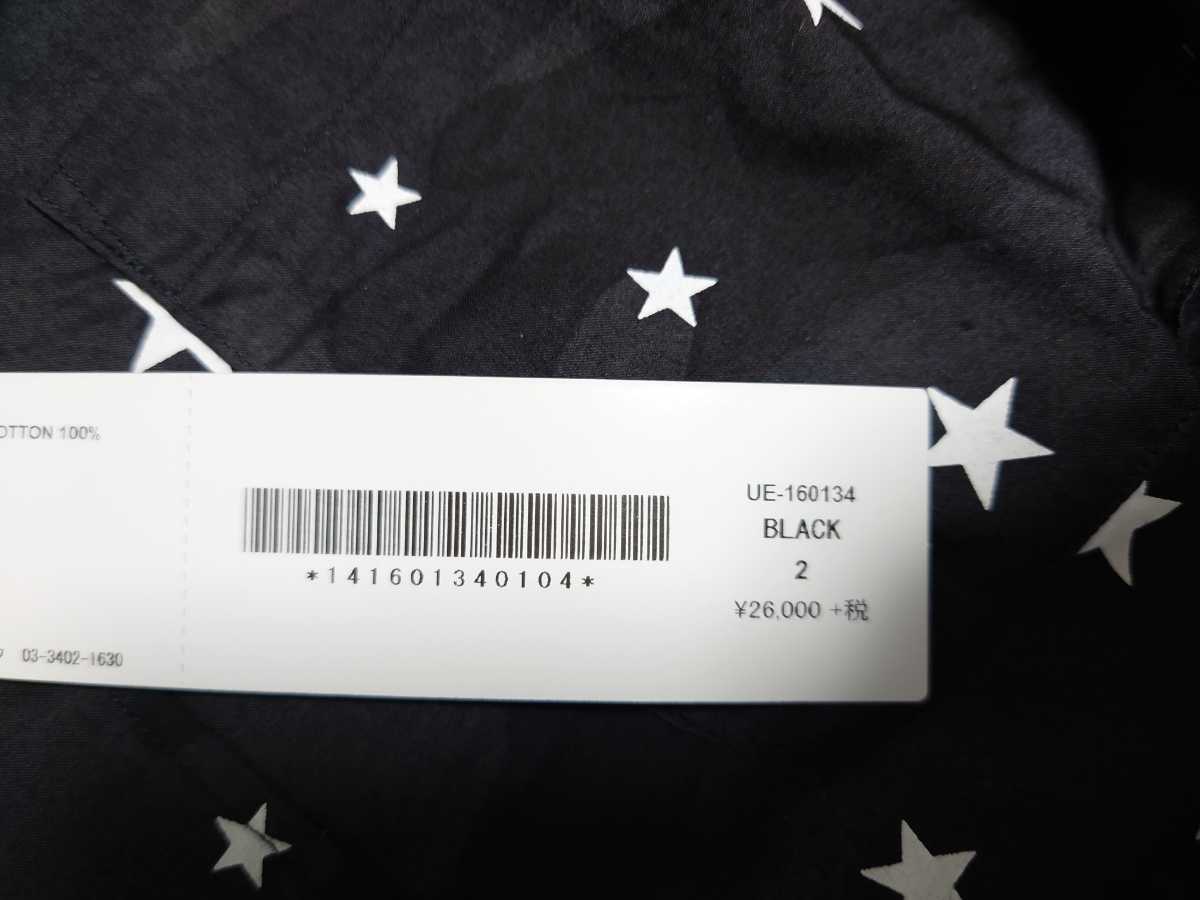 OTTON 100%
*141601340104*
UE-160134
BLACK
2
¥26,000 +税
03-3402-1630